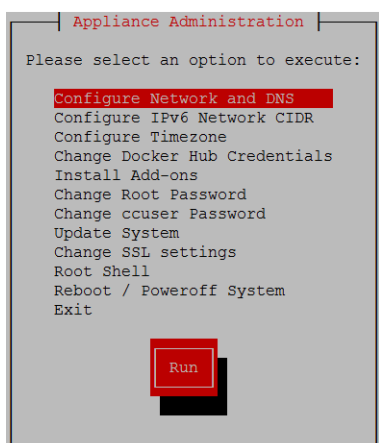 Appliance Administration
Please select an option to execute:
Configure Network and DNS
Configure IPv6 Network CIDR
Configure Timezone
Change Docker Hub Credentials
Install Add-ons
Change Root Password
Change ccuser Password
Update System
Change SSL settings
Root Shell
Reboot / Poweroff System
Exit
Run